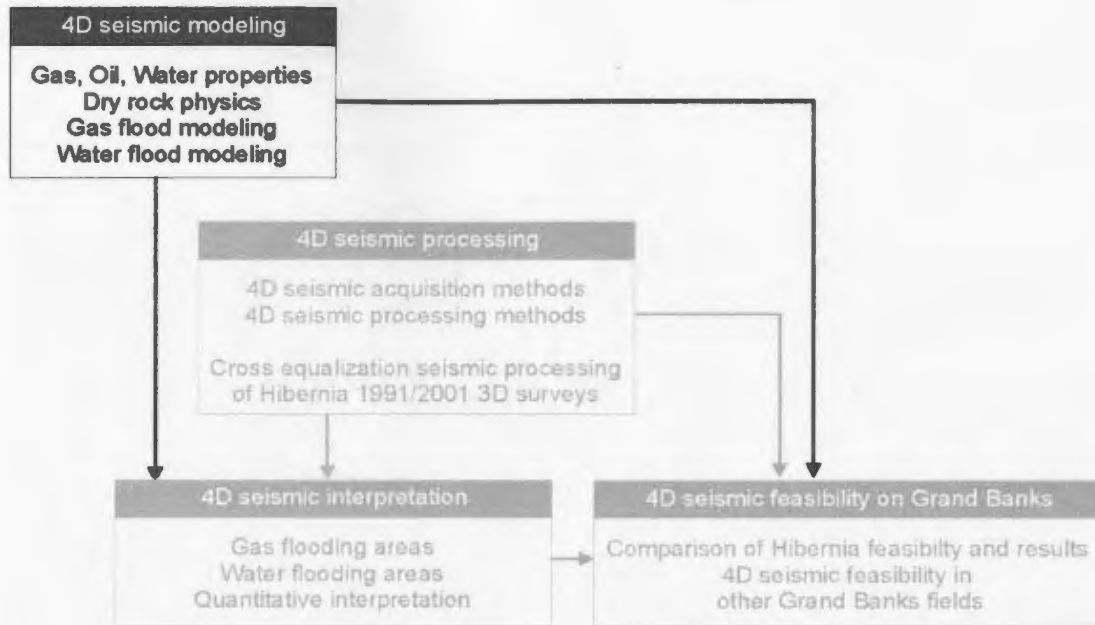 4D seismic modeling
Gas, Oil, Water properties
Dry rock physics
Gas flood modeling
Water flood modeling
4D seismic processing
4D seismic acquisition methods
4D seismic processing methods
Cross equalization seismic processing
of Hibernia 1991/2001 3D surveys
4D seismic interpretation
Gas flooding areas
Water flooding areas
Quantitative interpretation
4D seismic feasibility on Grand Banks
Comparison of Hibernia feasibilty and results
4D seismic feasibility in
other Grand Banks fields